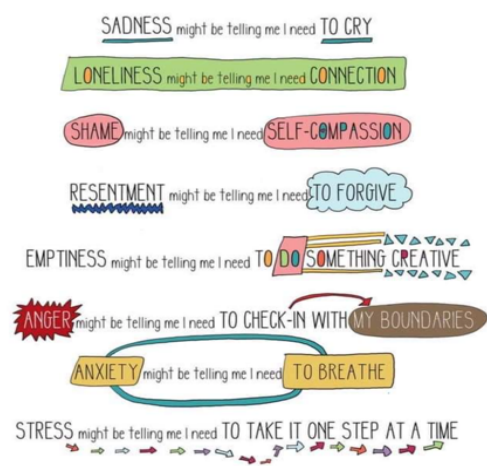 SADNESS might be telling me I need TO CRY
LONELINESS might be telling me I need CONNECTION
SHAME might be telling me I need SELF-COMPASSION
RESENTMENT might be telling me I need TO FORGIVE
EMPTINESS might be telling me I need TO DO SOMETHING CREATIVE
ANGER might be telling me I need TO CHECK-IN WITH MY BOUNDARIES
ANXIETY might be telling me I need TO BREATHE
STRESS might be telling me I need TO TAKE IT ONE STEP AT A TIME